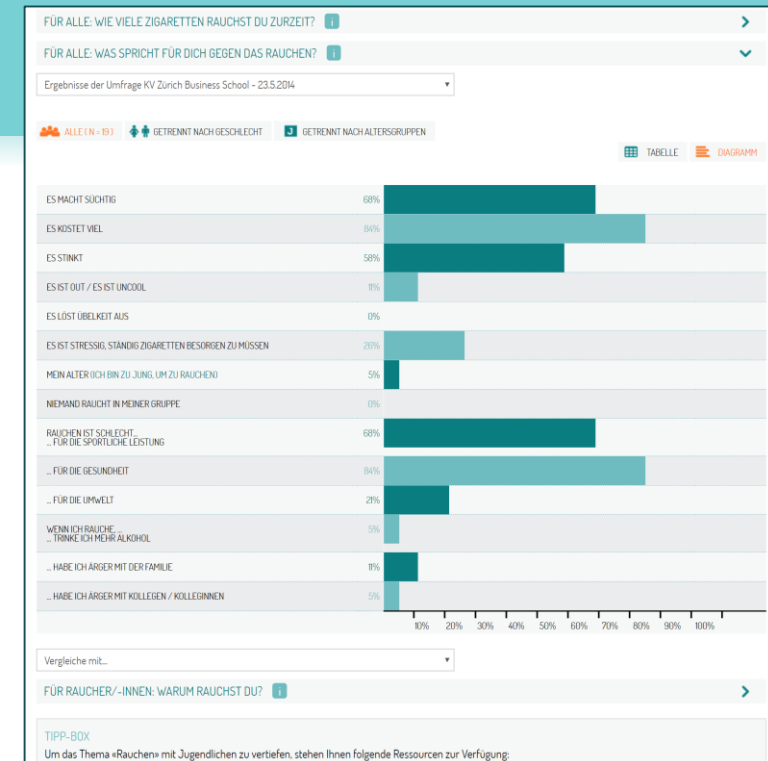 FÜR ALLE: WIE VIELE ZIGARETTEN RAUCHST DU ZURZEIT? i
FÜR ALLE: WAS SPRICHT FÜR DICH GEGEN DAS RAUCHEN? i
Ergebnisse der Umfrage KV Zürich Business School - 23.5.2014
ALLE ( N = 19 ) GETRENNT NACH GESCHLECHT J GETRENNT NACH ALTERSGRUPPEN
TABELLE DIAGRAMM
ES MACHT SÜCHTIG 68%
ES KOSTET VIEL 84%
ES STINKT 58%
ES IST OUT / ES IST UNCOOL 11%
ES LÖST ÜBELKEIT AUS 0%
ES IST STRESSIG, STÄNDIG ZIGARETTEN BESORGEN ZU MÜSSEN 26%
MEIN ALTER (ICH BIN ZU JUNG, UM ZU RAUCHEN) 5%
NIEMAND RAUCHT IN MEINER GRUPPE 0%
RAUCHEN IST SCHLECHT...
... FÜR DIE SPORTLICHE LEISTUNG 68%
... FÜR DIE GESUNDHEIT 84%
... FÜR DIE UMWELT 21%
WENN ICH RAUCHE, ...
... TRINKE ICH MEHR ALKOHOL 5%
... HABE ICH ÄRGER MIT DER FAMILIE 11%
... HABE ICH ÄRGER MIT KOLLEGEN / KOLLEGINNEN 5%
10% 20% 30% 40% 50% 60% 70% 80% 90% 100%
Vergleiche mit...
FÜR RAUCHER/-INNEN: WARUM RAUCHST DU? i
TIPP-BOX
Um das Thema «Rauchen» mit Jugendlichen zu vertiefen, stehen Ihnen folgende Ressourcen zur Verfügung: